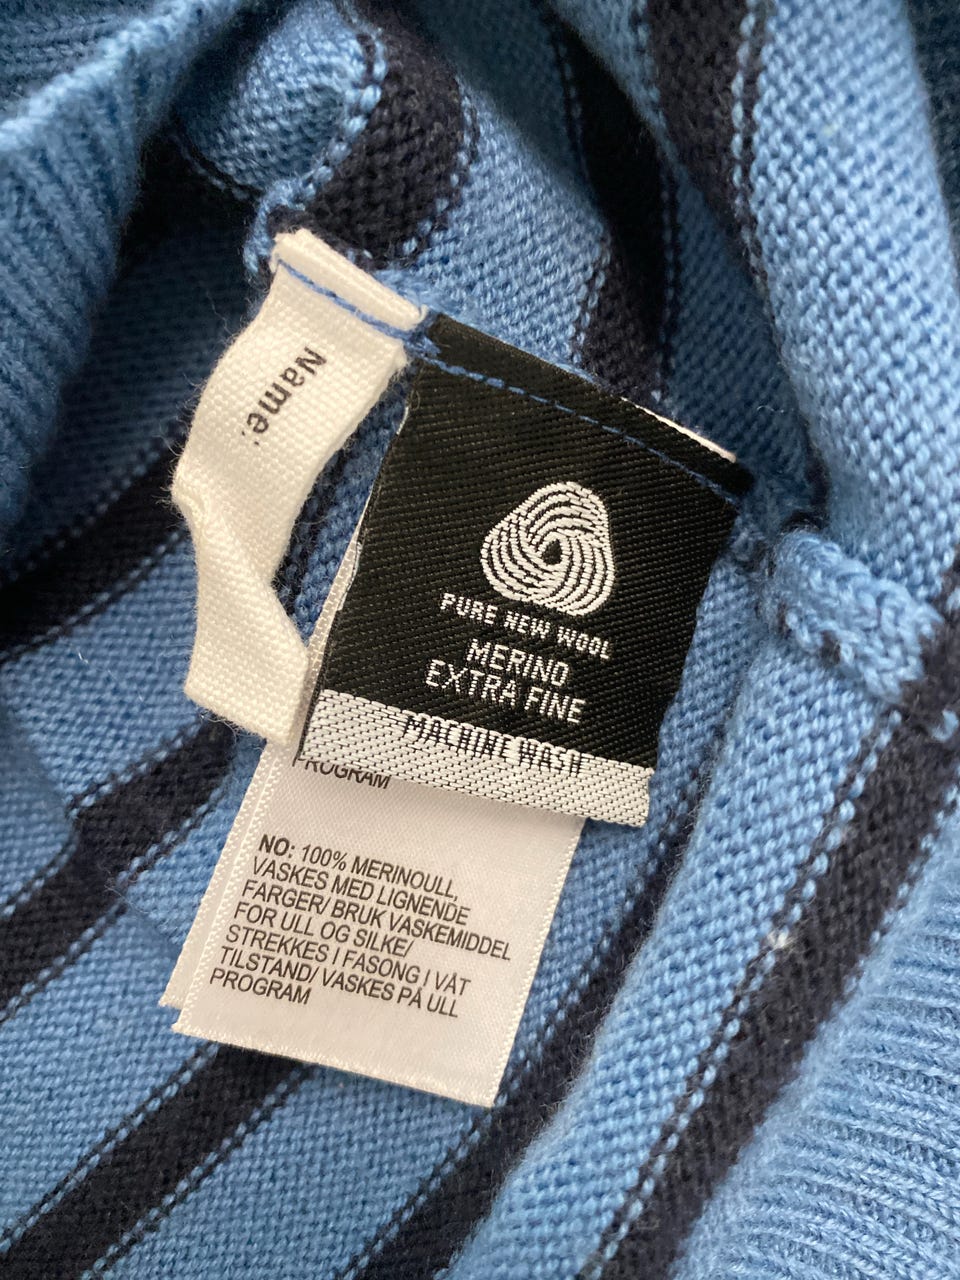 Name:
PURE NEW WOOL
MERINO
EXTRA FINE
MACHINE WASH
PROGRAM
NO: 100% MERINOULL,
VASKES MED LIGNENDE
FARGER/ BRUK VASKEMIDDEL
FOR ULL OG SILKE/
STREKKES I FASONG I VÅT
TILSTAND/ VASKES PÅ ULL
PROGRAM